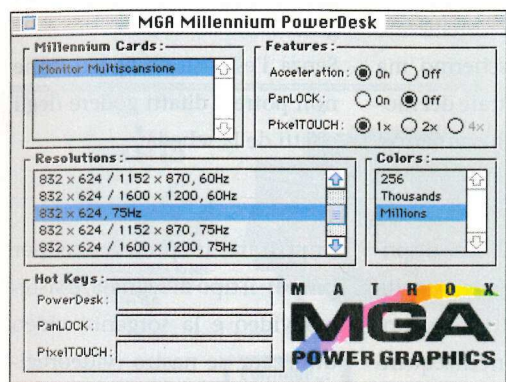 MGA Millennium PowerDesk
Millennium Cards:
Monitor Multiscansione
Features:
Acceleration: On Off
PanLOCK: On Off
PixelTOUCH: 1x 2x 4x
Resolutions:
832 x 624 / 1152 x 870, 60Hz
832 x 624 / 1600 x 1200, 60Hz
832 x 624, 75Hz
832 x 624 / 1152 x 870, 75Hz
832 x 624 / 1600 x 1200, 75Hz
Colors:
256
Thousands
Millions
Hot Keys:
PowerDesk:
PanLOCK:
PixelTOUCH:
MATROX
MGA
POWER GRAPHICS